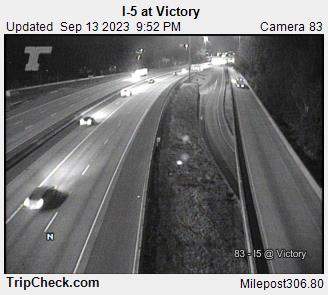 I-5 at Victory
Updated Sep 13 2023 9:52 PM Camera 83
T
N
83 - I5 @ Victory
TripCheck.com Milepost306.80